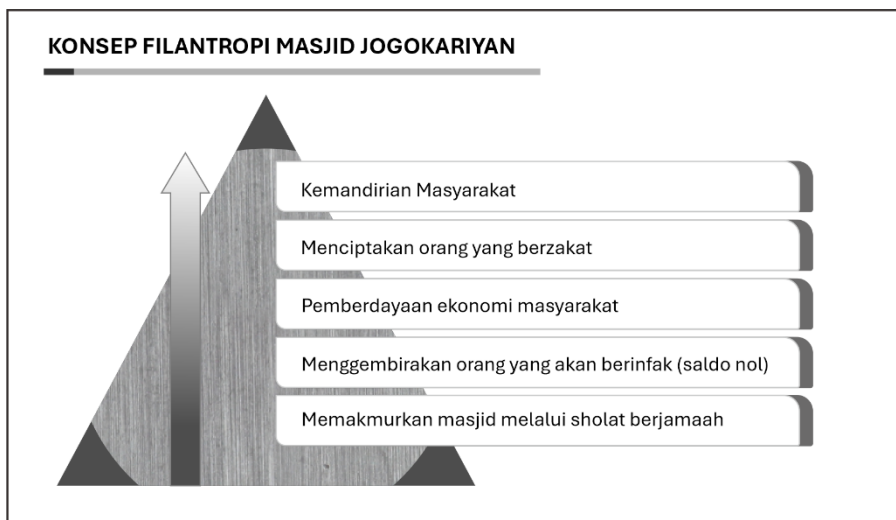 KONSEP FILANTROPI MASJID JOGOKARIYAN
Kemandirian Masyarakat
Menciptakan orang yang berzakat
Pemberdayaan ekonomi masyarakat
Menggembirakan orang yang akan berinfak (saldo nol)
Memakmurkan masjid melalui sholat berjamaah